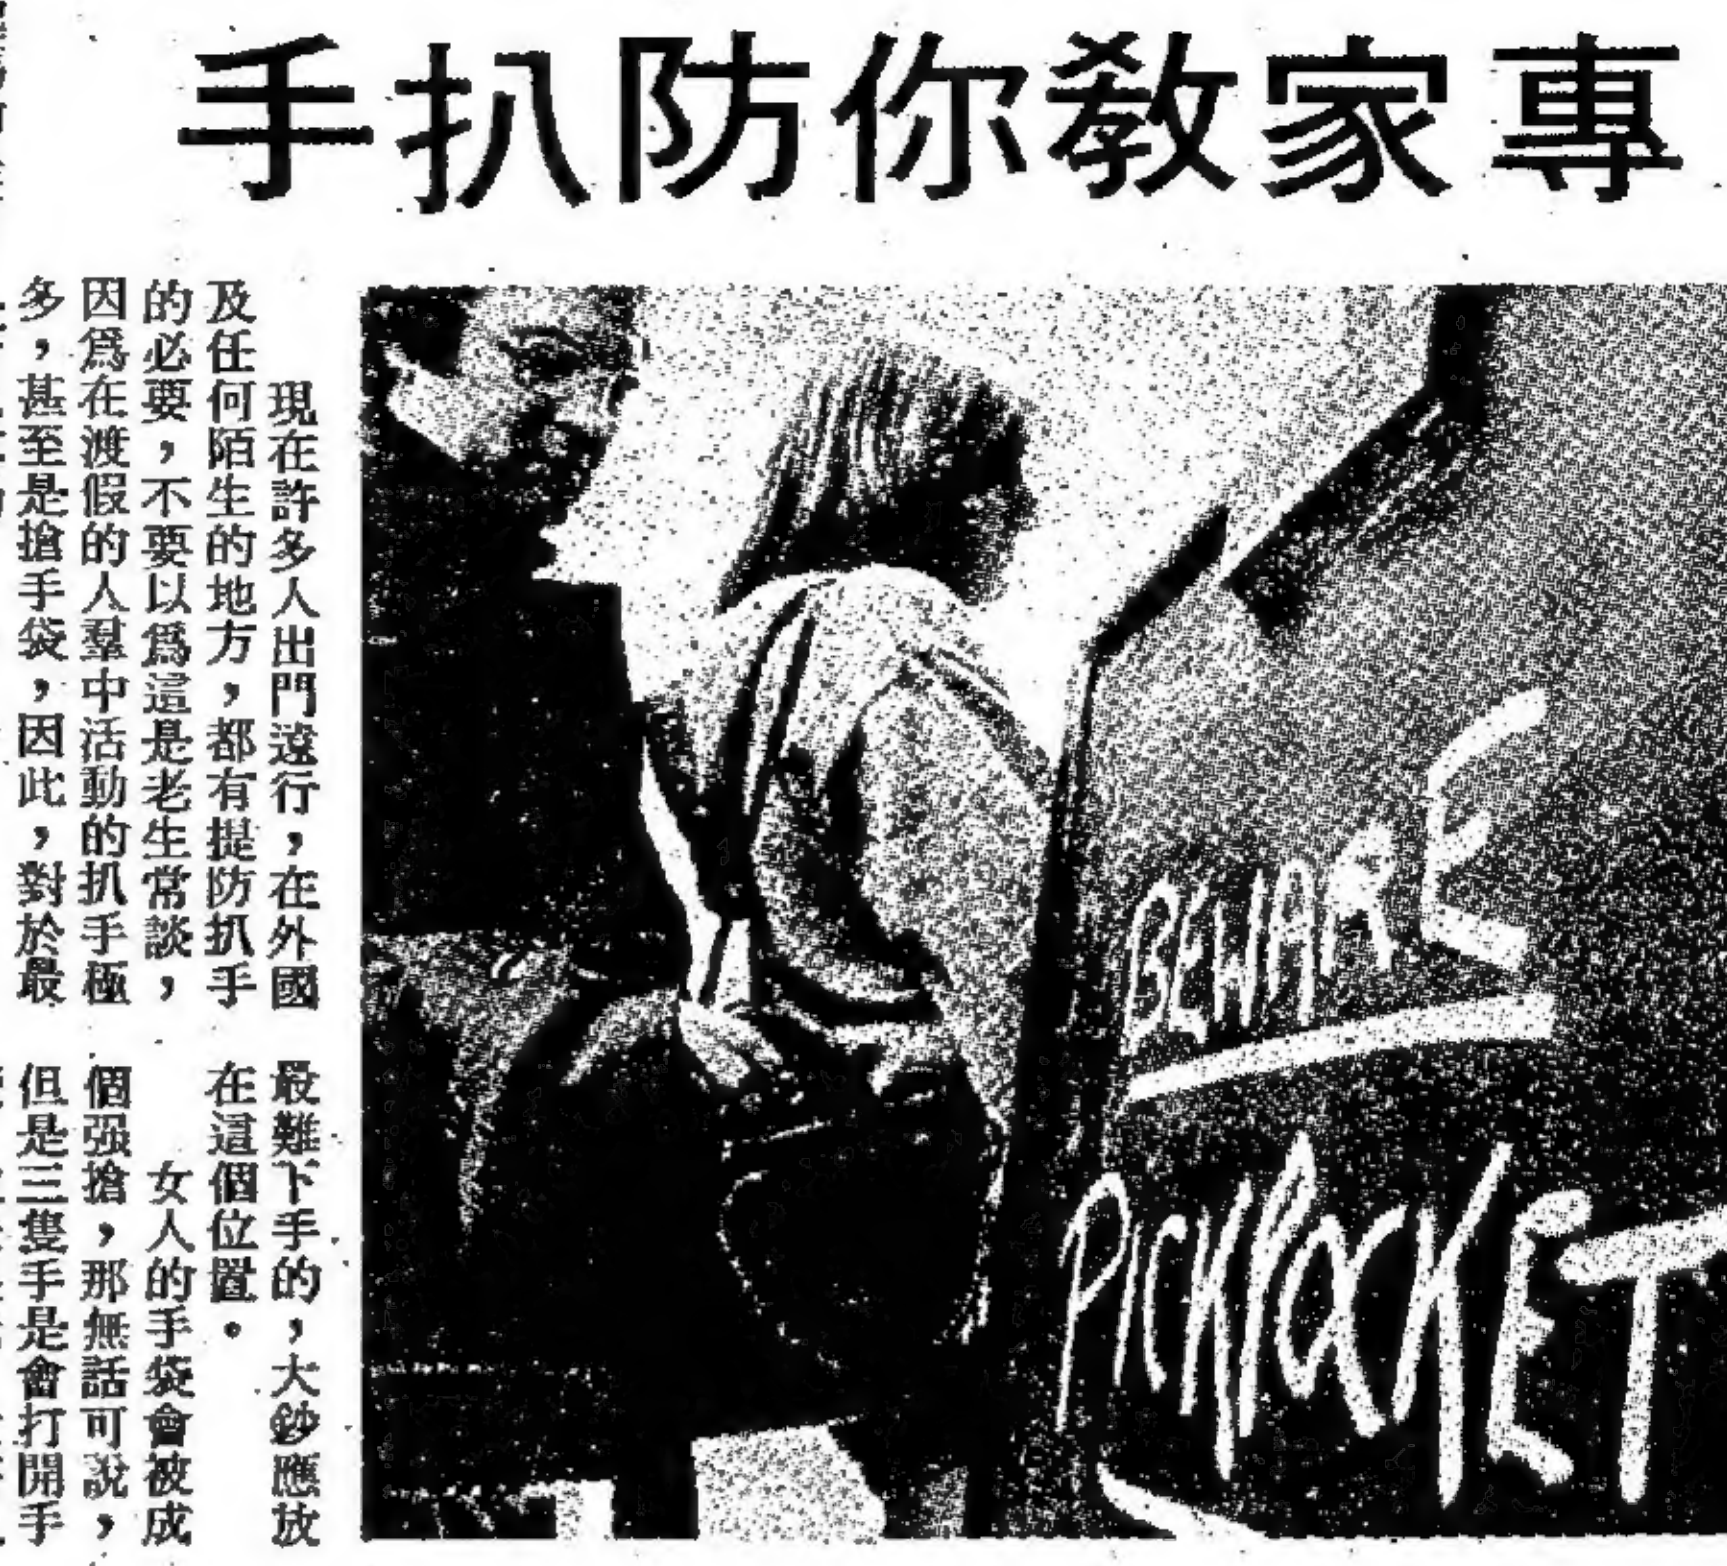 專家教你防扒手
現在許多人出門遠行，在外國
及任何陌生的地方，都有提防扒手
的必要，不要以爲這是老生常談，
因爲在渡假的人羣中活動的扒手極
多，甚至是搶手袋，因此，對於最
最難下手的，大鈔應放
在這個位置。
女人的手袋會被成
個强搶，那無話可說，
但是三隻手是會打開手
BEWARE
PICKPOCKET